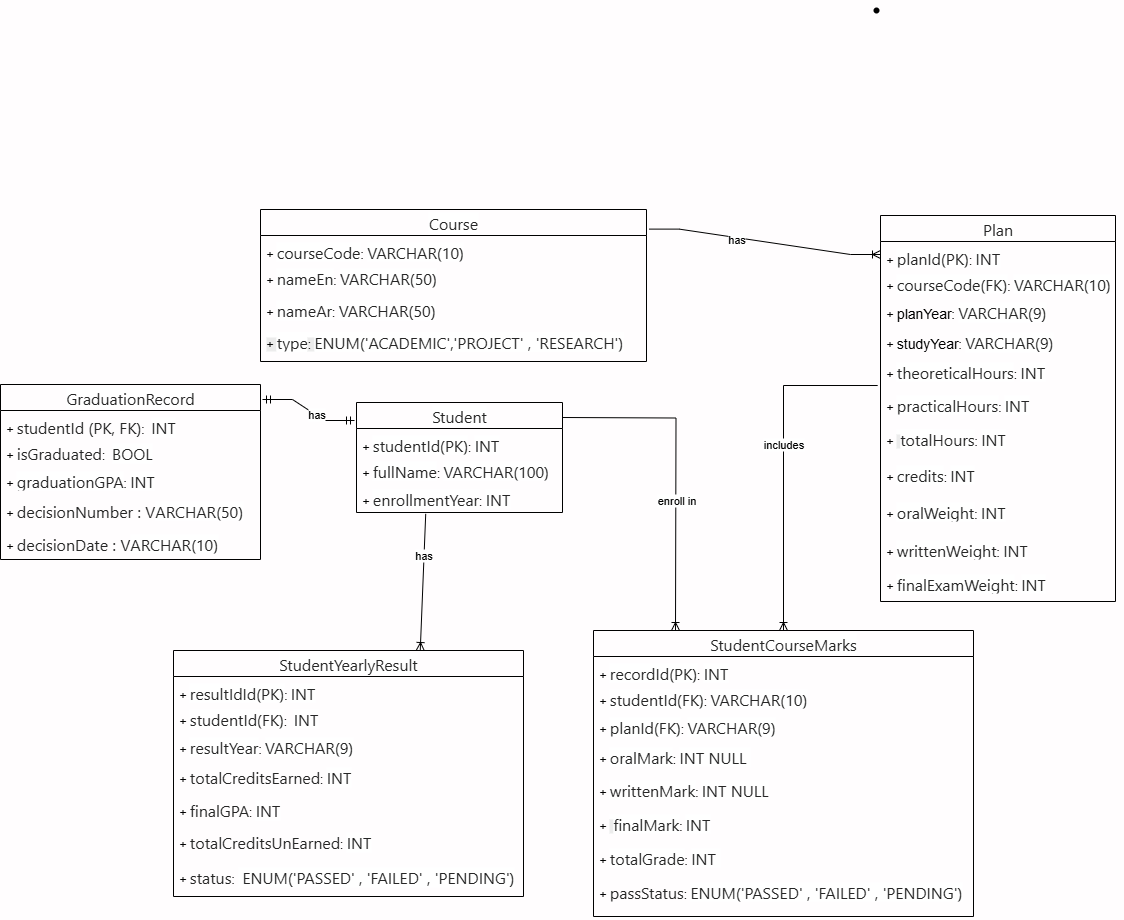 Course
+ courseCode: VARCHAR(10)
+ nameEn: VARCHAR(50)
+ nameAr: VARCHAR(50)
+ type: ENUM('ACADEMIC','PROJECT' , 'RESEARCH')
has
Plan
+ planId(PK): INT
+ courseCode(FK): VARCHAR(10)
+ planYear: VARCHAR(9)
+ studyYear: VARCHAR(9)
+ theoreticalHours: INT
+ practicalHours: INT
+ totalHours: INT
+ credits: INT
+ oralWeight: INT
+ writtenWeight: INT
+ finalExamWeight: INT
GraduationRecord
+ studentId (PK, FK): INT
+ isGraduated: BOOL
+ graduationGPA: INT
+ decisionNumber : VARCHAR(50)
+ decisionDate : VARCHAR(10)
has
Student
+ studentId(PK): INT
+ fullName: VARCHAR(100)
+ enrollmentYear: INT
enroll in
includes
has
StudentYearlyResult
+ resultIdId(PK): INT
+ studentId(FK): INT
+ resultYear: VARCHAR(9)
+ totalCreditsEarned: INT
+ finalGPA: INT
+ totalCreditsUnEarned: INT
+ status: ENUM('PASSED' , 'FAILED' , 'PENDING')
StudentCourseMarks
+ recordId(PK): INT
+ studentId(FK): VARCHAR(10)
+ planId(FK): VARCHAR(9)
+ oralMark: INT NULL
+ writtenMark: INT NULL
+ finalMark: INT
+ totalGrade: INT
+ passStatus: ENUM('PASSED' , 'FAILED' , 'PENDING')